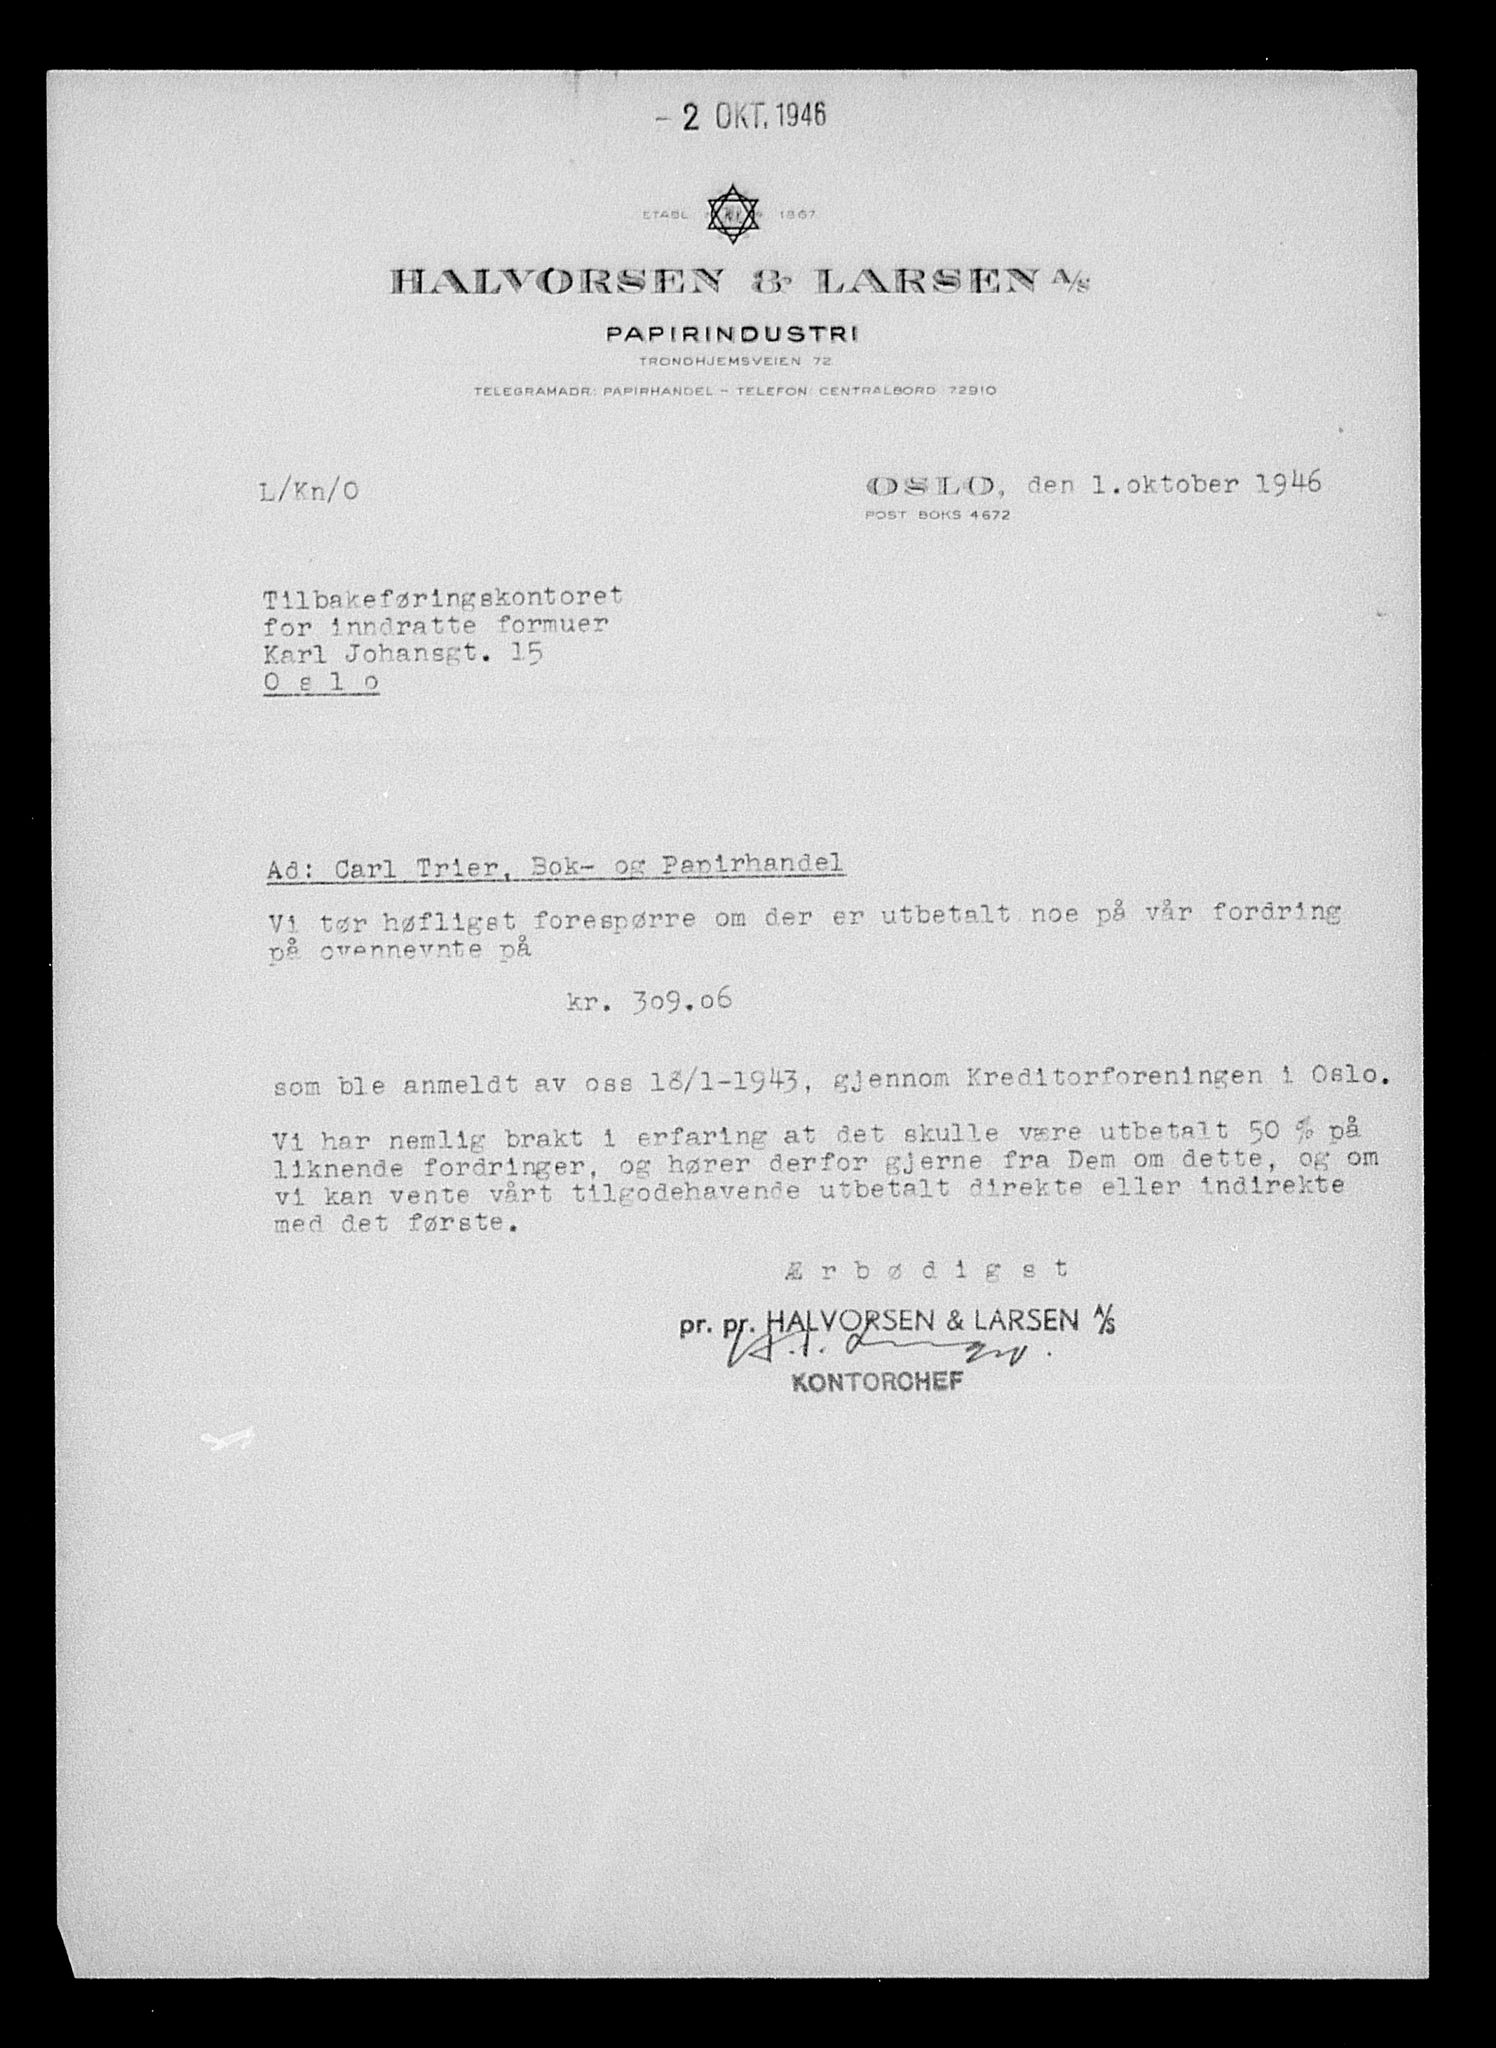 - 2 OKT. 1946
ETABL. 1867
HALVORSEN & LARSEN A/S
PAPIRINDUSTRI
TRONDHJEMSVEIEN 72
TELEGRAMADR.: PAPIRHANDEL - TELEFON: CENTRALBORD 72910
L/Kn/O
OSLO, den 1.oktober 1946
POST BOKS 4672
Tilbakeføringskontoret
for inndratte formuer
Karl Johansgt. 15
O s l o
Ad: Carl Trier, Bok- og Papirhandel
Vi tør høfligst forespørre om der er utbetalt noe på vår fordring
på ovennevnte på
kr. 309.06
som ble anmeldt av oss 18/1-1943, gjennom Kreditorforeningen i Oslo.
Vi har nemlig brakt i erfaring at det skulle være utbetalt 50 % på
liknende fordringer, og hører derfor gjerne fra Dem om dette, og om
vi kan vente vårt tilgodehavende utbetalt direkte eller indirekte
med det første.
Æ r b ø d i g s t
pr. pr. HALVORSEN & LARSEN A/S
KONTORCHEF